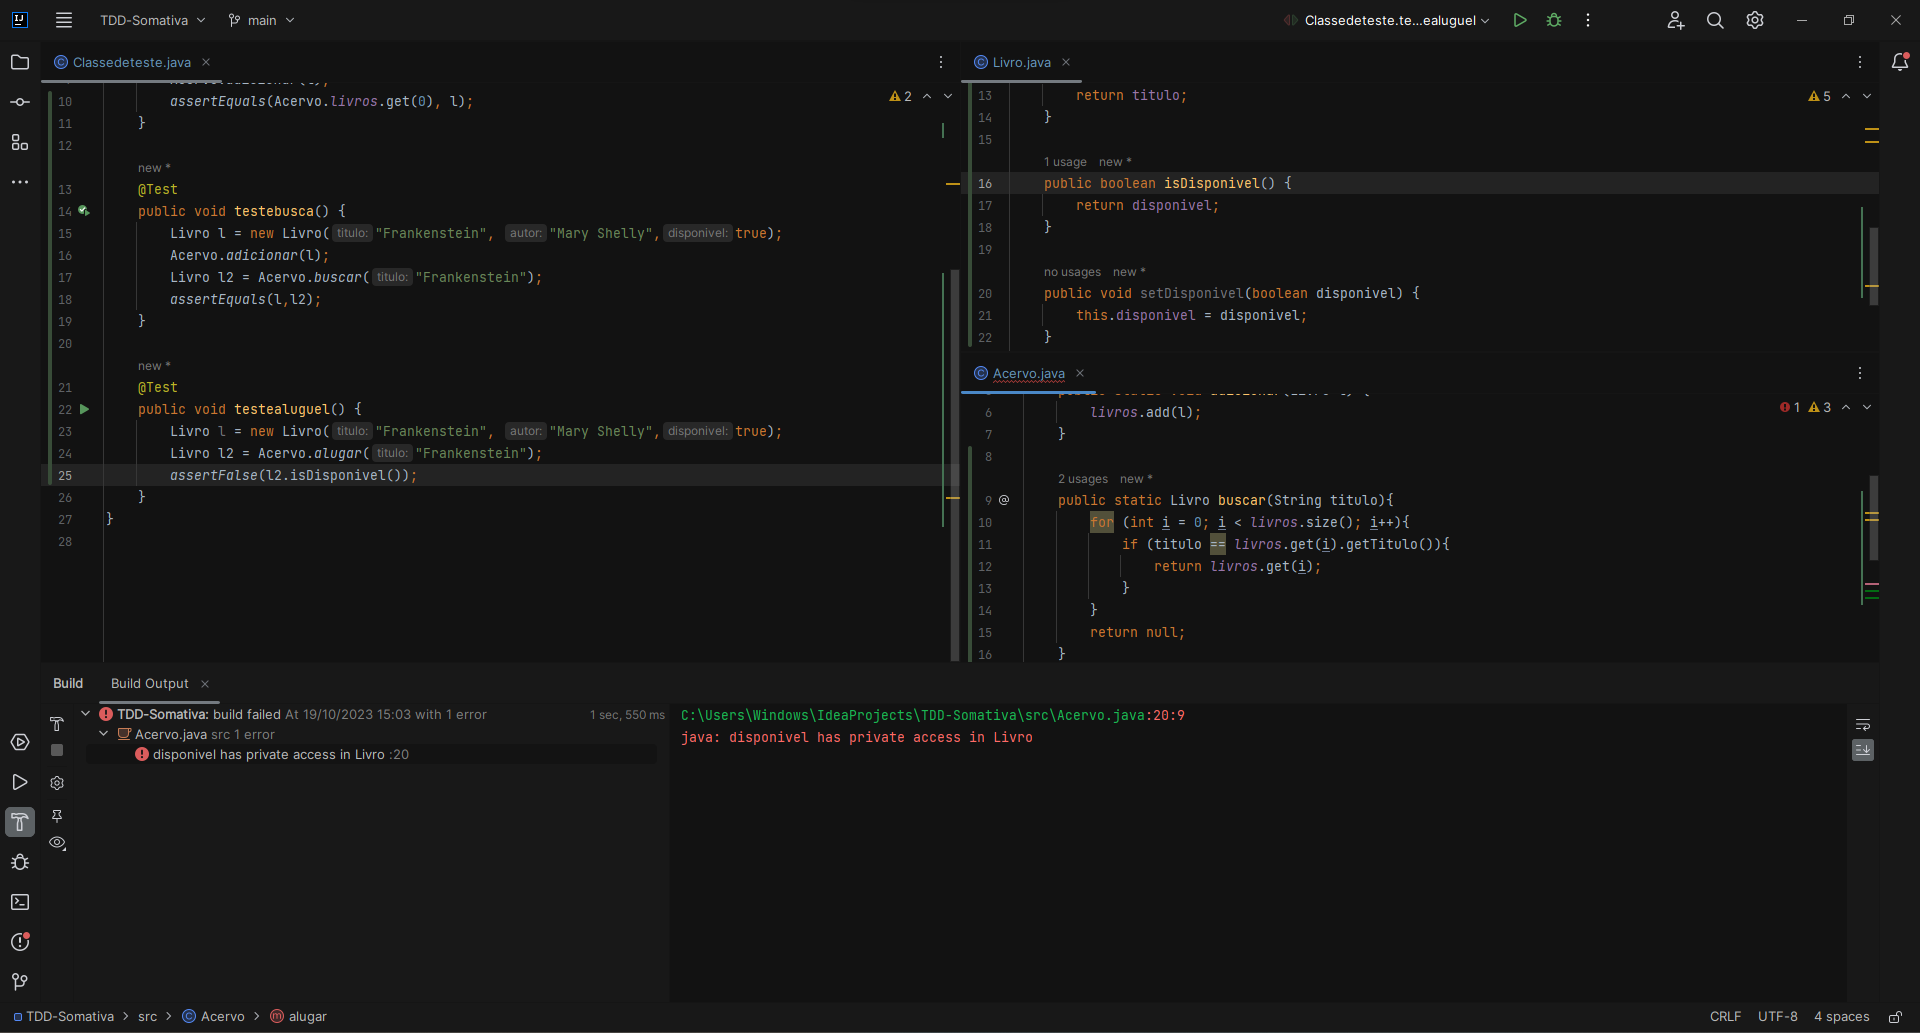 TDD-Somativa main Classedeteste.te...ealuguel
Classedeteste.java
10 assertEquals(Acervo.livros.get(0), l);
2
11 }
12
new *
13 @Test
14 public void testebusca() {
15 Livro l = new Livro( titulo: "Frankenstein", autor: "Mary Shelly", disponivel: true);
16 Acervo.adicionar(l);
17 Livro l2 = Acervo.buscar( titulo: "Frankenstein");
18 assertEquals(l,l2);
19 }
20
new *
21 @Test
22 public void testealuguel() {
23 Livro l = new Livro( titulo: "Frankenstein", autor: "Mary Shelly", disponivel: true);
24 Livro l2 = Acervo.alugar( titulo: "Frankenstein");
25 assertFalse(l2.isDisponivel());
26 }
27 }
28
Livro.java
13 return titulo;
5
14 }
15
1 usage new *
16 public boolean isDisponivel() {
17 return disponivel;
18 }
19
no usages new *
20 public void setDisponivel(boolean disponivel) {
21 this.disponivel = disponivel;
22 }
Acervo.java
1 3
6 livros.add(l);
7 }
8
2 usages new *
9 @ public static Livro buscar(String titulo){
10 for (int i = 0; i < livros.size(); i++){
11 if (titulo == livros.get(i).getTitulo()){
12 return livros.get(i);
13 }
14 }
15 return null;
16 }
Build Build Output
TDD-Somativa: build failed At 19/10/2023 15:03 with 1 error 1 sec, 550 ms
Acervo.java src 1 error
disponivel has private access in Livro :20
C:\Users\Windows\IdeaProjects\TDD-Somativa\src\Acervo.java:20:9
java: disponivel has private access in Livro
TDD-Somativa > src > Acervo > alugar
CRLF UTF-8 4 spaces